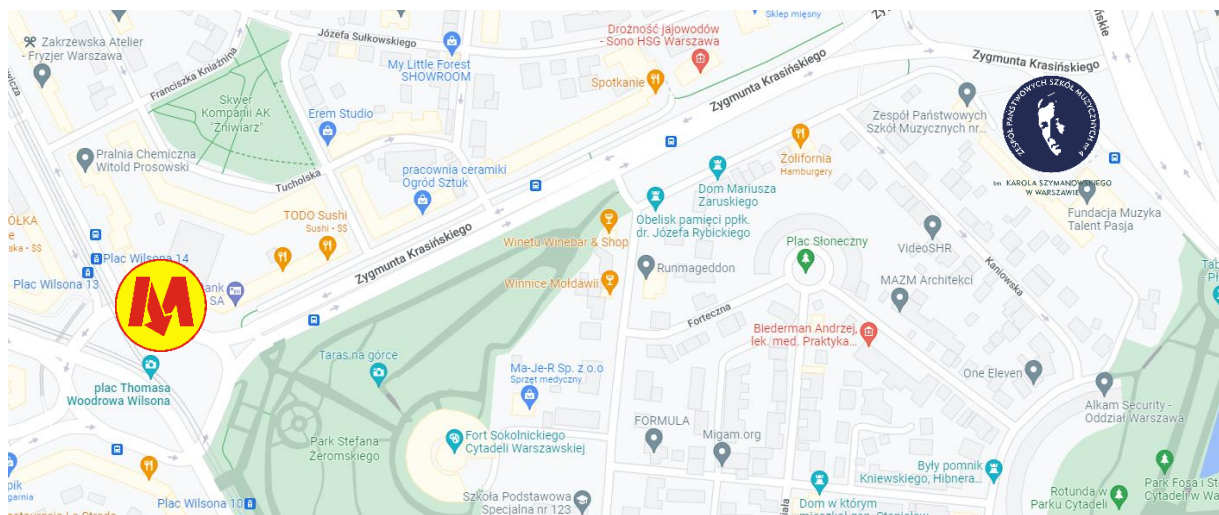 Zakrzewska Atelier
- Fryzjer Warszawa
Franciszka Kniaźnina
Józefa Sułkowskiego
My Little Forest
SHOWROOM
Sklep mięsny
Drożność jajowodów
- Sono HSG Warszawa
Spotkanie
Zygmunta Krasińskiego
Zygmunta Krasińskiego
Zespół Państwowych
Szkół Muzycznych nr...
ZESPÓŁ PAŃSTWOWYCH SZKÓŁ MUZYCZNYCH nr 4
Im KAROLA SZYMANOWSKIEGO
W WARSZAWIE
Fundacja Muzyka
Talent Pasja
Skwer
Kompanii AK
"Żniwiarz"
Erem Studio
Pralnia Chemiczna
Witold Prosowski
Tucholska
pracownia ceramiki
Ogród Sztuk
Żolifornia
Hamburgery
Dom Mariusza
Zaruskiego
Obelisk pamięci ppłk.
dr. Józefa Rybickiego
TODO Sushi
Sushi • $$
Zygmunta Krasińskiego
Winetu Winebar & Shop
Winnice Mołdawii
Runmageddon
Plac Słoneczny
VideoSHR
Kaniowska
MAZM Architekci
Plac Wilsona 14
Plac Wilsona 13
M
SA
Forteczna
Biederman Andrzej,
lek. med. Praktyka...
plac Thomasa
Woodrowa Wilsona
Taras na górce
Ma-Je-R Sp. z o.o
Sprzęt medyczny
One Eleven
Alkam Security -
Oddział Warszawa
Park Stefana
Żeromskiego
Fort Sokolnickiego
Cytadeli Warszawskiej
FORMULA
Migam.org
Były pomnik
Kniewskiego, Hibnera...
Plac Wilsona 10
Szkoła Podstawowa
Specjalna nr 123
Dom w którym
Rotunda w
Parku Cytadeli
Park Fosa i St
Cytadeli w Wa